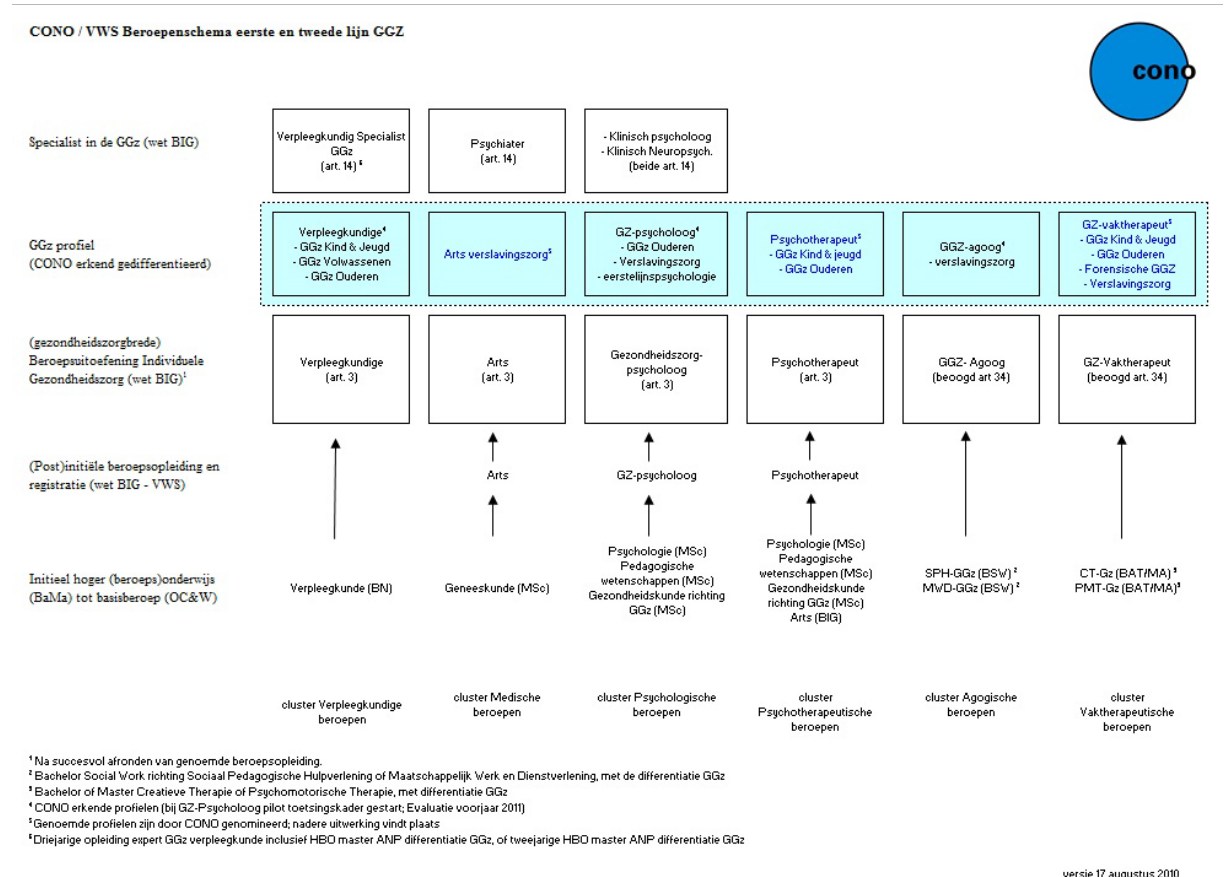 CONO / VWS Beroepenschema eerste en tweede lijn GGZ
cono
Specialist in de GGz (wet BIG)
Verpleegkundig Specialist
GGz
(art. 14) ⁶
Psychiater
(art. 14)
- Klinisch psycholoog
- Klinisch Neuropsych.
(beide art. 14)
GGz profiel
(CONO erkend gedifferentieerd)
Verpleegkundige⁴
- GGz Kind & Jeugd
- GGz Volwassenen
- GGz Ouderen
Arts verslavingszorg⁵
GZ-psycholoog⁴
- GGz Ouderen
- Verslavingszorg
- eerstelijnspsychologie
Psychotherapeut⁵
- GGz Kind & jeugd
- GGz Ouderen
GGZ-agoog⁴
- verslavingszorg
GZ-vaktherapeut⁵
- GGz Kind & Jeugd
- GGz Ouderen
- Forensische GGZ
- Verslavingszorg
(gezondheidszorgbrede)
Beroepsuitoefening Individuele
Gezondheidszorg (wet BIG)¹
Verpleegkundige
(art. 3)
Arts
(art. 3)
Gezondheidszorg-
psycholoog
(art. 3)
Psychotherapeut
(art. 3)
GGZ- Agoog
(beoogd art 34)
GZ-Vaktherapeut
(beoogd art. 34)
(Post)initiële beroepsopleiding en
registratie (wet BIG - VWS)
Arts
GZ-psycholoog
Psychotherapeut
Initieel hoger (beroeps)onderwijs
(BaMa) tot basisberoep (OC&W)
Verpleegkunde (BN)
Geneeskunde (MSc)
Psychologie (MSc)
Pedagogische
wetenschappen (MSc)
Gezondheidskunde richting
GGz (MSc)
Psychologie (MSc)
Pedagogische
wetenschappen (MSc)
Gezondheidskunde
richting GGz (MSc)
Arts (BIG)
SPH-GGz (BSW) ²
MWD-GGz (BSW) ²
CT-Gz (BAT/MA) ³
PMT-Gz (BAT/MA)³
cluster Verpleegkundige
beroepen
cluster Medische
beroepen
cluster Psychologische
beroepen
cluster
Psychotherapeutische
beroepen
cluster Agogische
beroepen
cluster
Vaktherapeutische
beroepen
¹ Na succesvol afronden van genoemde beroepsopleiding.
² Bachelor Social Work richting Sociaal Pedagogische Hulpverlening of Maatschappelijk Werk en Dienstverlening, met de differentiatie GGz
³ Bachelor of Master Creatieve Therapie of Psychomotorische Therapie, met differentiatie GGz
⁴ CONO erkende profielen (bij GZ-Psycholoog pilot toetsingskader gestart; Evaluatie voorjaar 2011)
⁵ Genoemde profielen zijn door CONO genomineerd; nadere uitwerking vindt plaats
⁶ Driejarige opleiding expert GGz verpleegkunde inclusief HBO master ANP differentiatie GGz, of tweejarige HBO master ANP differentiatie GGz
versie 17 augustus 2010